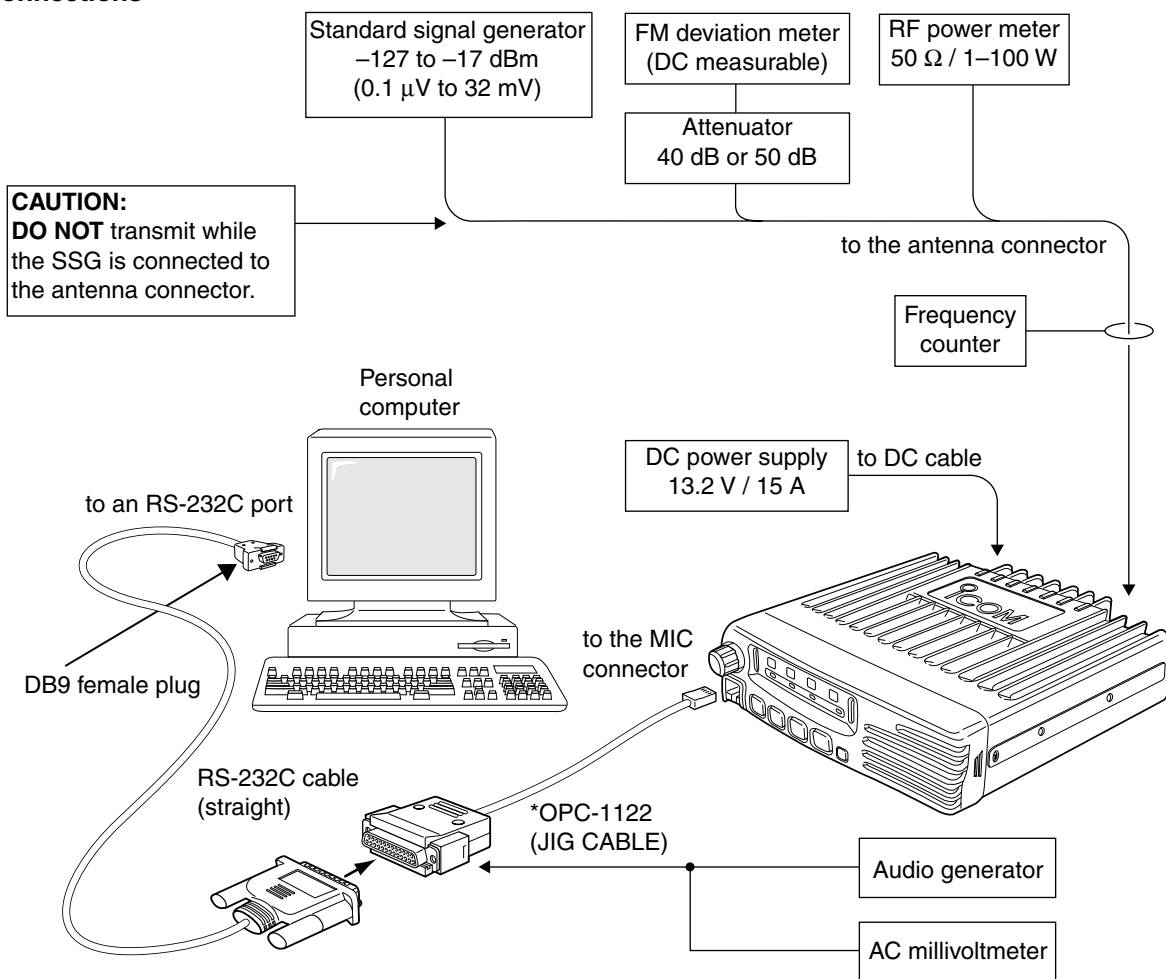 Standard signal generator
–127 to –17 dBm
(0.1 μV to 32 mV)
FM deviation meter
(DC measurable)
RF power meter
50 Ω / 1–100 W
Attenuator
40 dB or 50 dB
CAUTION:
DO NOT transmit while
the SSG is connected to
the antenna connector.
to the antenna connector
Frequency
counter
Personal
computer
DC power supply
13.2 V / 15 A
to DC cable
to an RS-232C port
ICOM
to the MIC
connector
DB9 female plug
RS-232C cable
(straight)
*OPC-1122
(JIG CABLE)
Audio generator
AC millivoltmeter